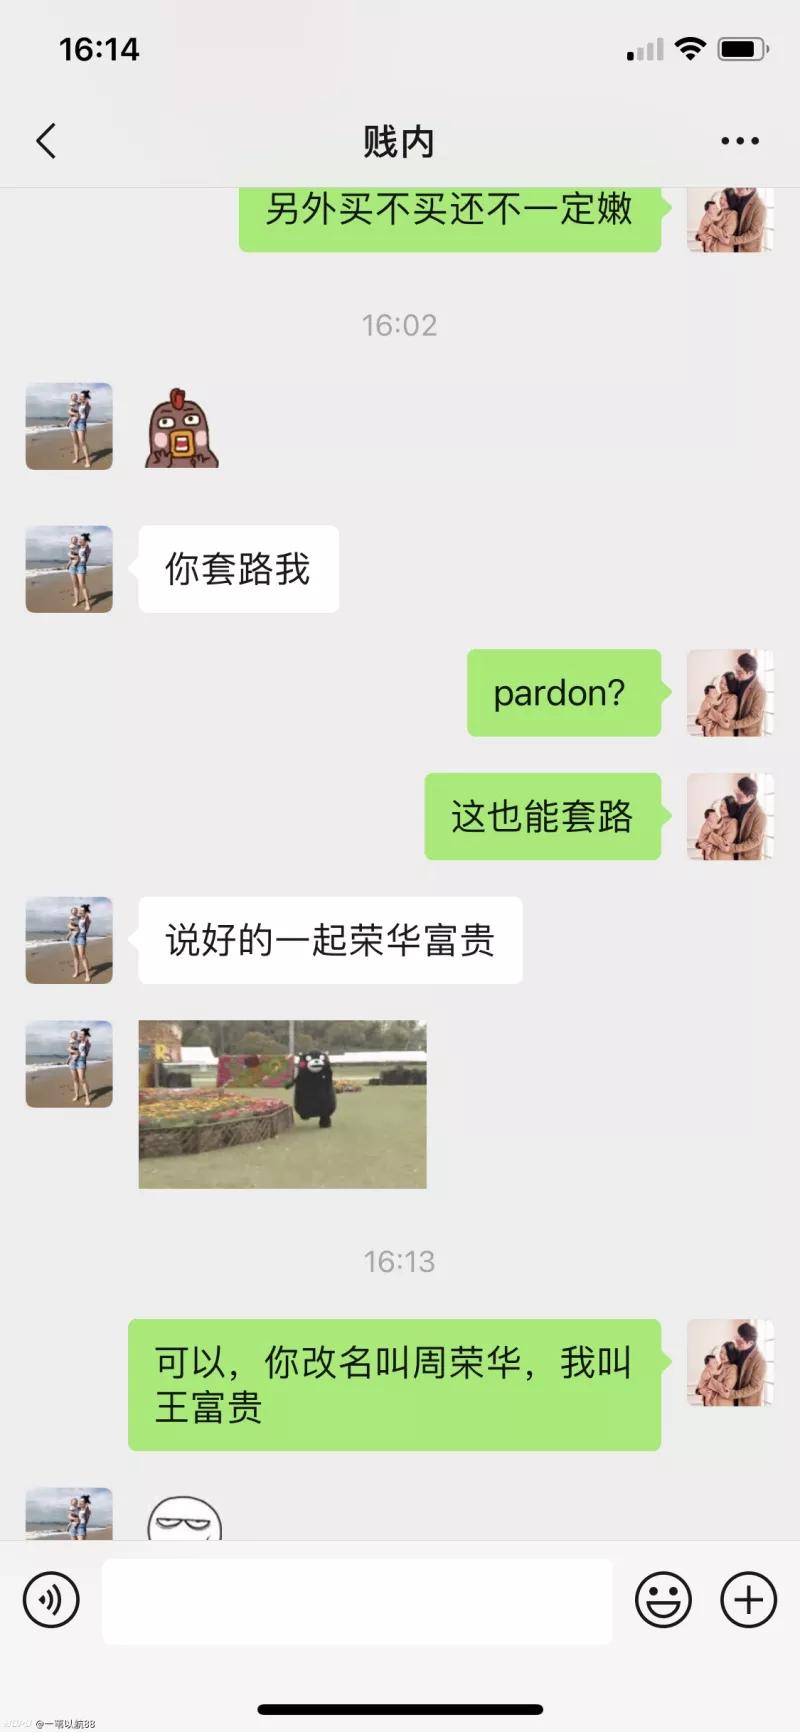 16:14
贱内
另外买不买还不一定嫩
16:02
你套路我
pardon?
这也能套路
说好的一起荣华富贵
16:13
可以，你改名叫周荣华，我叫
王富贵
@一苇以航88